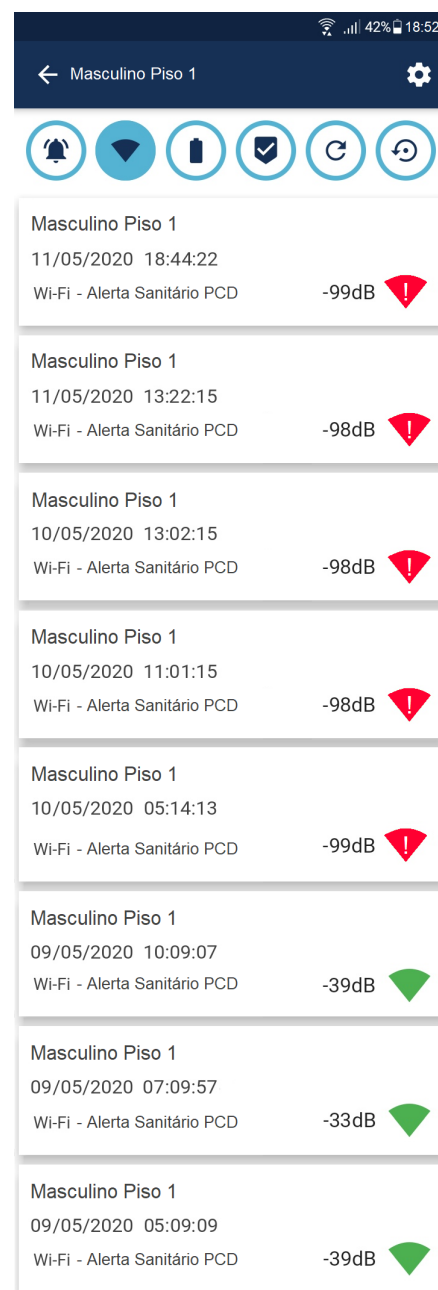 42% 18:52
Masculino Piso 1
Masculino Piso 1
11/05/2020 18:44:22
Wi-Fi - Alerta Sanitário PCD -99dB
Masculino Piso 1
11/05/2020 13:22:15
Wi-Fi - Alerta Sanitário PCD -98dB
Masculino Piso 1
10/05/2020 13:02:15
Wi-Fi - Alerta Sanitário PCD -98dB
Masculino Piso 1
10/05/2020 11:01:15
Wi-Fi - Alerta Sanitário PCD -98dB
Masculino Piso 1
10/05/2020 05:14:13
Wi-Fi - Alerta Sanitário PCD -99dB
Masculino Piso 1
09/05/2020 10:09:07
Wi-Fi - Alerta Sanitário PCD -39dB
Masculino Piso 1
09/05/2020 07:09:57
Wi-Fi - Alerta Sanitário PCD -33dB
Masculino Piso 1
09/05/2020 05:09:09
Wi-Fi - Alerta Sanitário PCD -39dB